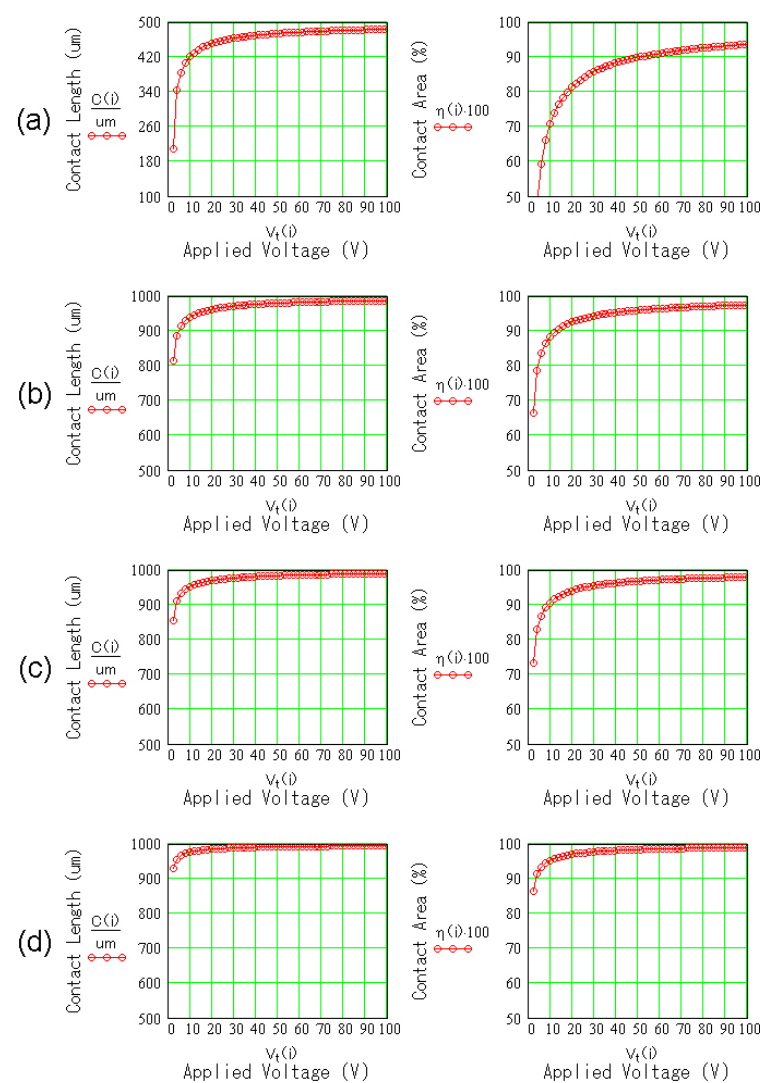 (a)
Contact Length (um)
C(i)
um
500
420
340
260
180
100
0 10 20 30 40 50 60 70 80 90 100
Vt(i)
Applied Voltage (V)
Contact Area (%)
η(i)·100
100
90
80
70
60
50
0 10 20 30 40 50 60 70 80 90 100
Vt(i)
Applied Voltage (V)
(b)
Contact Length (um)
C(i)
um
1000
900
800
700
600
500
0 10 20 30 40 50 60 70 80 90 100
Vt(i)
Applied Voltage (V)
Contact Area (%)
η(i)·100
100
90
80
70
60
50
0 10 20 30 40 50 60 70 80 90 100
Vt(i)
Applied Voltage (V)
(c)
Contact Length (um)
C(i)
um
1000
900
800
700
600
500
0 10 20 30 40 50 60 70 80 90 100
Vt(i)
Applied Voltage (V)
Contact Area (%)
η(i)·100
100
90
80
70
60
50
0 10 20 30 40 50 60 70 80 90 100
Vt(i)
Applied Voltage (V)
(d)
Contact Length (um)
C(i)
um
1000
900
800
700
600
500
0 10 20 30 40 50 60 70 80 90 100
Vt(i)
Applied Voltage (V)
Contact Area (%)
η(i)·100
100
90
80
70
60
50
0 10 20 30 40 50 60 70 80 90 100
Vt(i)
Applied Voltage (V)